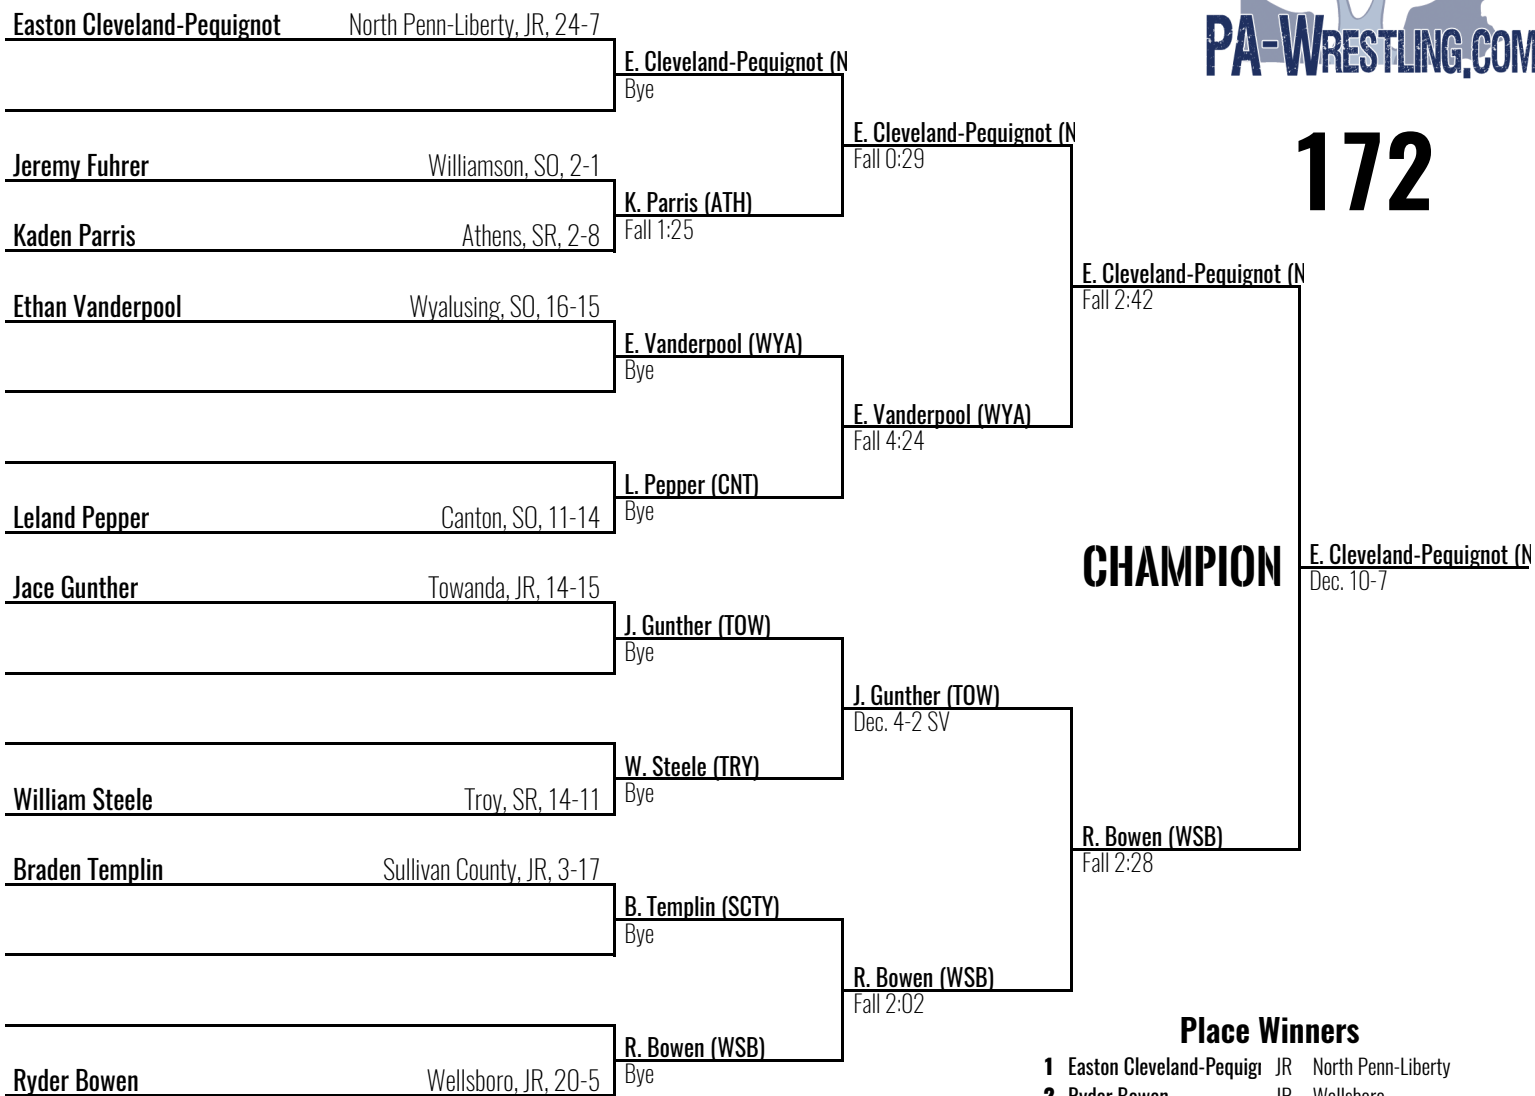 PA-WRESTLING.COM
172
Easton Cleveland-Pequignot North Penn-Liberty, JR, 24-7
E. Cleveland-Pequignot (N
Bye
Jeremy Fuhrer Williamson, SO, 2-1
E. Cleveland-Pequignot (N
Fall 0:29
K. Parris (ATH)
Fall 1:25
Kaden Parris Athens, SR, 2-8
E. Cleveland-Pequignot (N
Fall 2:42
Ethan Vanderpool Wyalusing, SO, 16-15
E. Vanderpool (WYA)
Bye
E. Vanderpool (WYA)
Fall 4:24
L. Pepper (CNT)
Bye
Leland Pepper Canton, SO, 11-14
CHAMPION
E. Cleveland-Pequignot (N
Dec. 10-7
Jace Gunther Towanda, JR, 14-15
J. Gunther (TOW)
Bye
J. Gunther (TOW)
Dec. 4-2 SV
W. Steele (TRY)
Bye
William Steele Troy, SR, 14-11
R. Bowen (WSB)
Fall 2:28
Braden Templin Sullivan County, JR, 3-17
B. Templin (SCTY)
Bye
R. Bowen (WSB)
Fall 2:02
R. Bowen (WSB)
Bye
Ryder Bowen Wellsboro, JR, 20-5
Place Winners
1 Easton Cleveland-Pequig JR North Penn-Liberty
2 Ryder Bowen JR Wellsboro